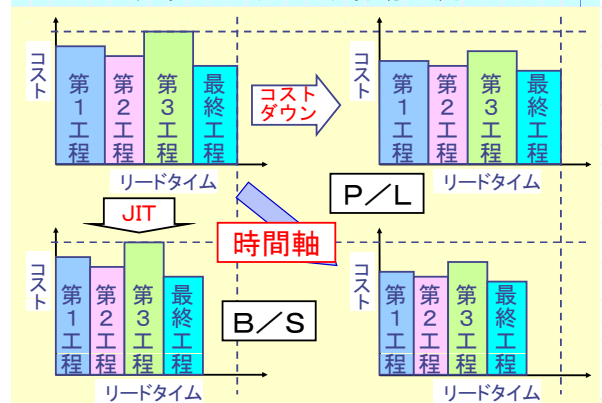 コスト
第1工程
第2工程
第3工程
最終工程
リードタイム
コスト
ダウン
コスト
第1工程
第2工程
第3工程
最終工程
リードタイム
P／L
JIT
時間軸
コスト
第1工程
第2工程
第3工程
最終工程
リードタイム
B／S
コスト
第1工程
第2工程
第3工程
最終工程
リードタイム